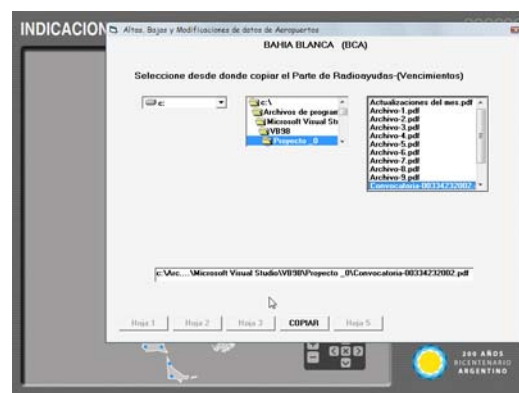 INDICACION
Altas, Bajas y Modificaciones de datos de Aeropuertos
BAHIA BLANCA (BCA)
Seleccione desde donde copiar el Parte de Radioayudas-(Vencimientos)
c:
c:\
Archivos de program
Microsoft Visual Stu
VB98
Proyecto _0
Actualizaciones del mes.pdf
Archivo-1.pdf
Archivo-2.pdf
Archivo-3.pdf
Archivo-4.pdf
Archivo-5.pdf
Archivo-6.pdf
Archivo-7.pdf
Archivo-8.pdf
Archivo-9.pdf
Convocatoria-00334232002.
c:\Arc....\Microsoft Visual Studio\VB98\Proyecto _0\Convocatoria-00334232002.pdf
Hoja 1
Hoja 2
Hoja 3
COPIAR
Hoja 5
200 AÑOS
BICENTENARIO
ARGENTINO